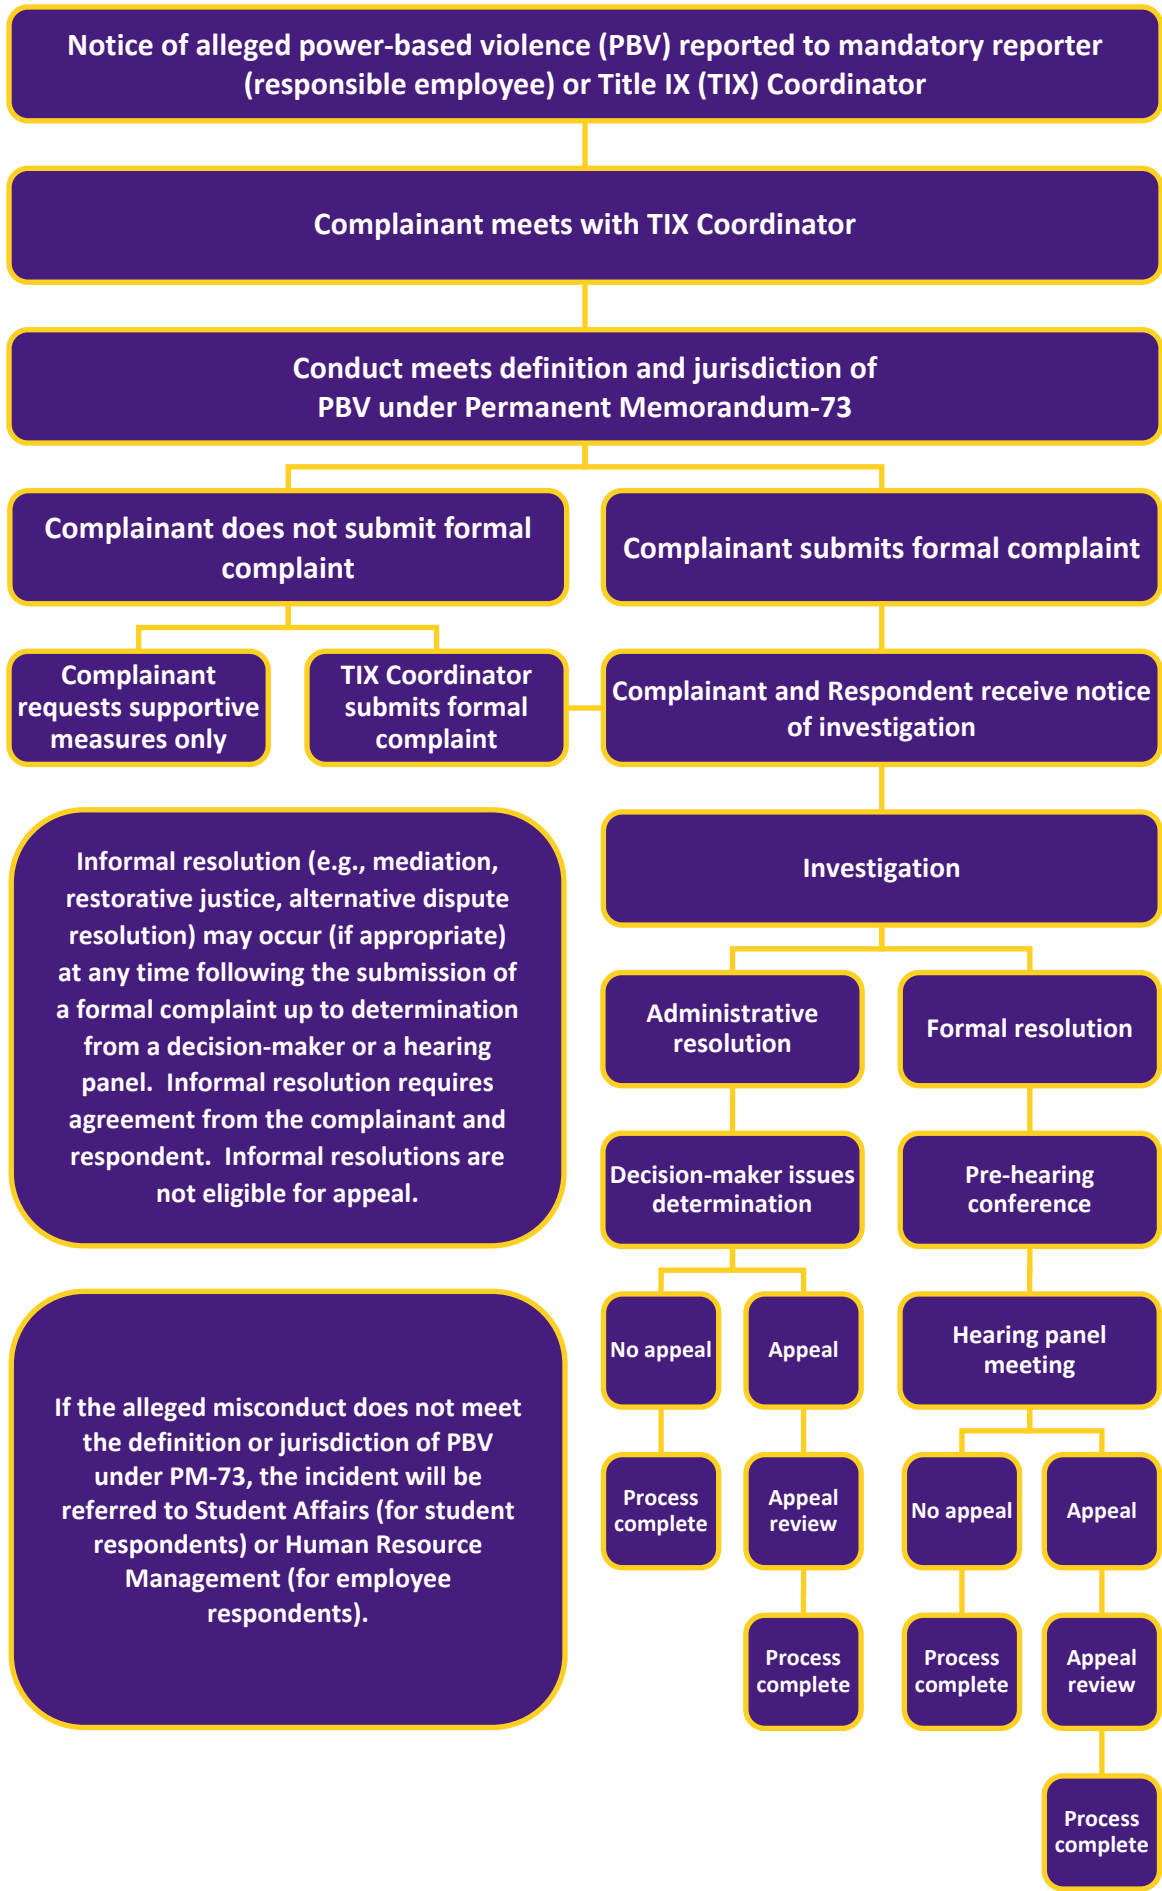 Notice of alleged power-based violence (PBV) reported to mandatory reporter
(responsible employee) or Title IX (TIX) Coordinator
Complainant meets with TIX Coordinator
Conduct meets definition and jurisdiction of
PBV under Permanent Memorandum-73
Complainant does not submit formal
complaint
Complainant submits formal complaint
Complainant
requests supportive
measures only
TIX Coordinator
submits formal
complaint
Complainant and Respondent receive notice
of investigation
Informal resolution (e.g., mediation,
restorative justice, alternative dispute
resolution) may occur (if appropriate)
at any time following the submission of
a formal complaint up to determination
from a decision-maker or a hearing
panel.  Informal resolution requires
agreement from the complainant and
respondent.  Informal resolutions are
not eligible for appeal.
Investigation
Administrative
resolution
Formal resolution
Decision-maker issues
determination
Pre-hearing
conference
No appeal
Appeal
Hearing panel
meeting
If the alleged misconduct does not meet
the definition or jurisdiction of PBV
under PM-73, the incident will be
referred to Student Affairs (for student
respondents) or Human Resource
Management (for employee
respondents).
Process
complete
Appeal
review
No appeal
Appeal
Process
complete
Process
complete
Appeal
review
Process
complete